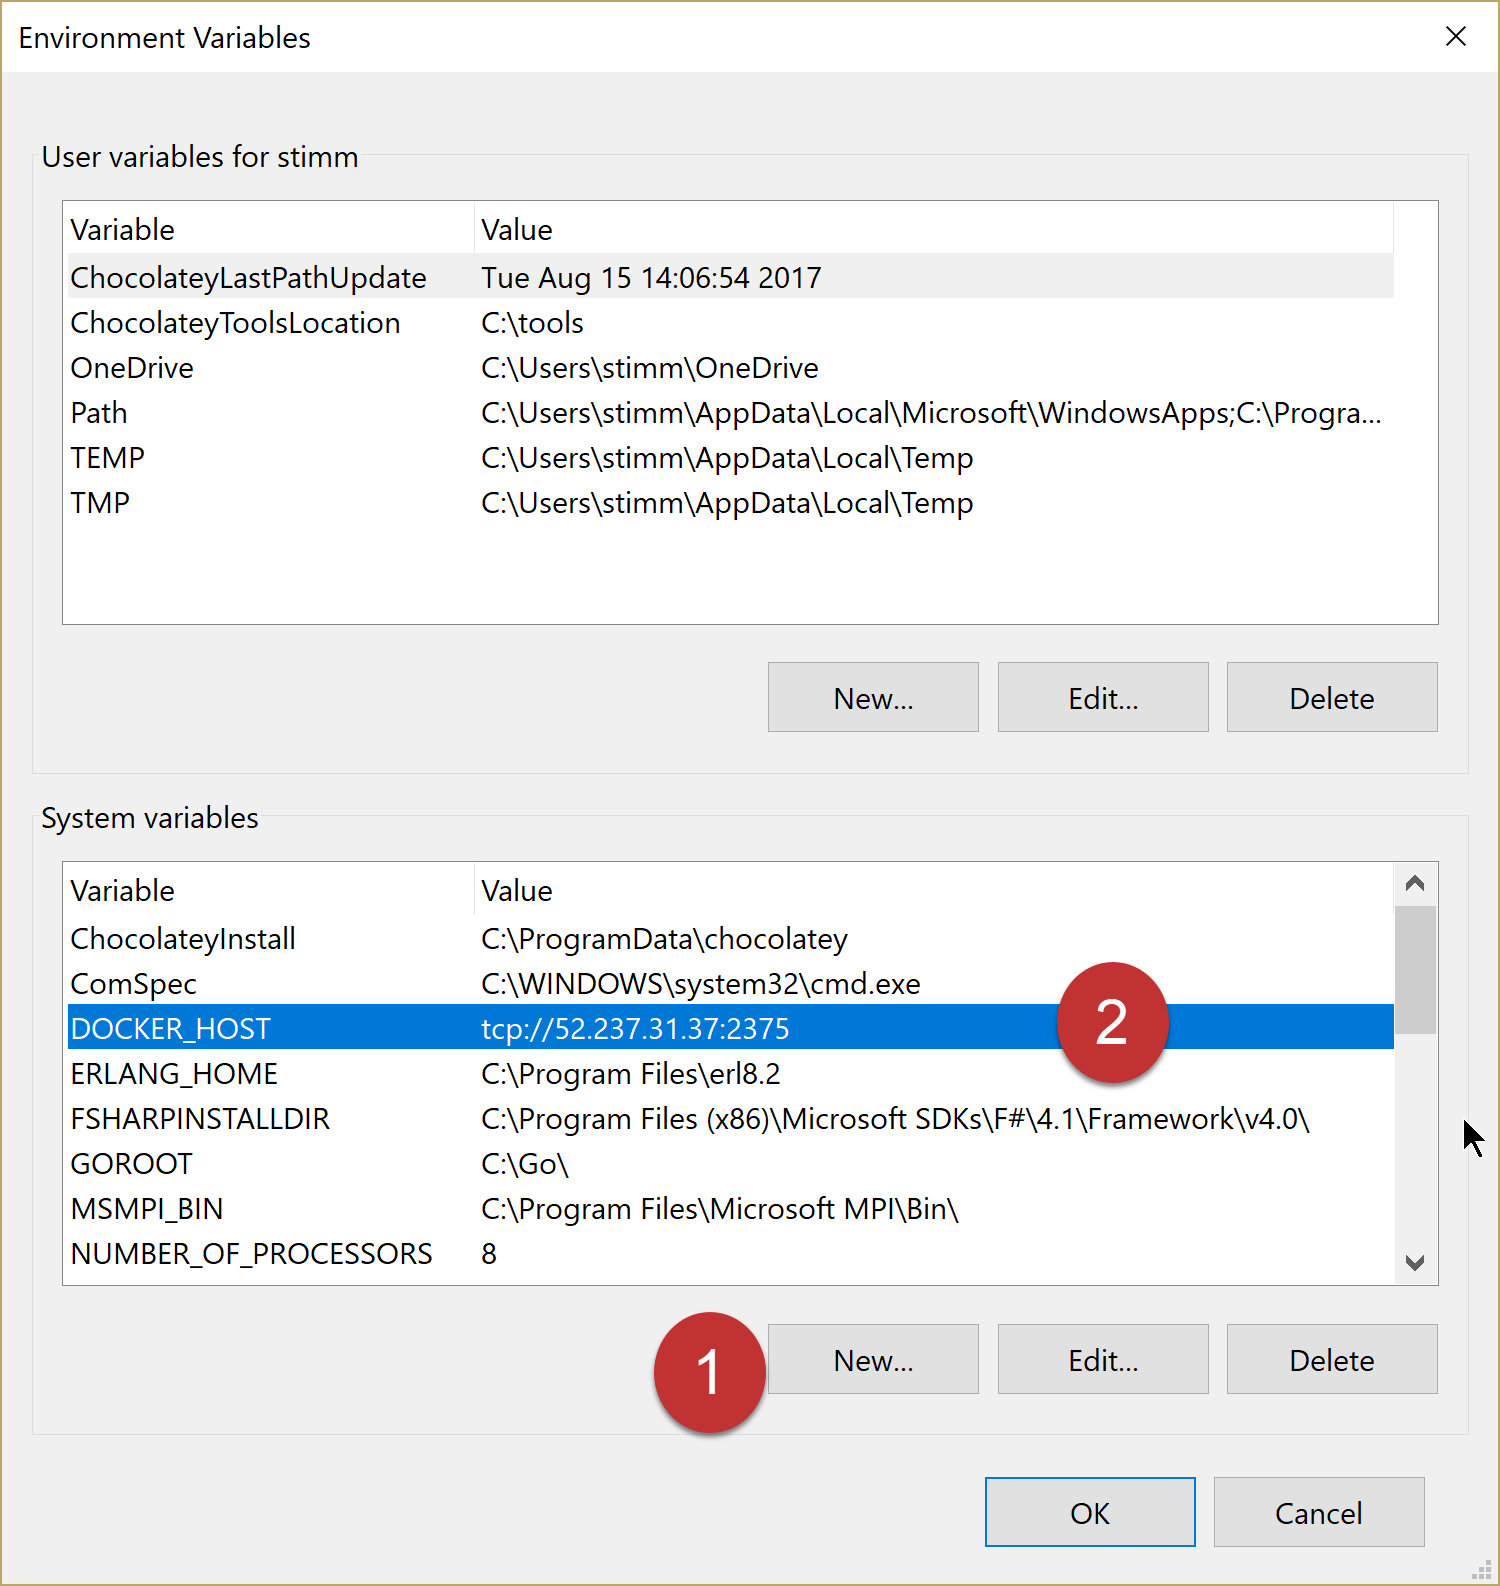 Environment Variables
User variables for stimm
Variable Value
ChocolateyLastPathUpdate Tue Aug 15 14:06:54 2017
ChocolateyToolsLocation C:\tools
OneDrive C:\Users\stimm\OneDrive
Path C:\Users\stimm\AppData\Local\Microsoft\WindowsApps;C:\Progra...
TEMP C:\Users\stimm\AppData\Local\Temp
TMP C:\Users\stimm\AppData\Local\Temp
New... Edit... Delete
System variables
Variable Value
ChocolateyInstall C:\ProgramData\chocolatey
ComSpec C:\WINDOWS\system32\cmd.exe
DOCKER_HOST tcp://52.237.31.37:2375 2
ERLANG_HOME C:\Program Files\erl8.2
FSHARPINSTALLDIR C:\Program Files (x86)\Microsoft SDKs\F#\4.1\Framework\v4.0\
GOROOT C:\Go\
MSMPI_BIN C:\Program Files\Microsoft MPI\Bin\
NUMBER_OF_PROCESSORS 8
1 New... Edit... Delete
OK Cancel